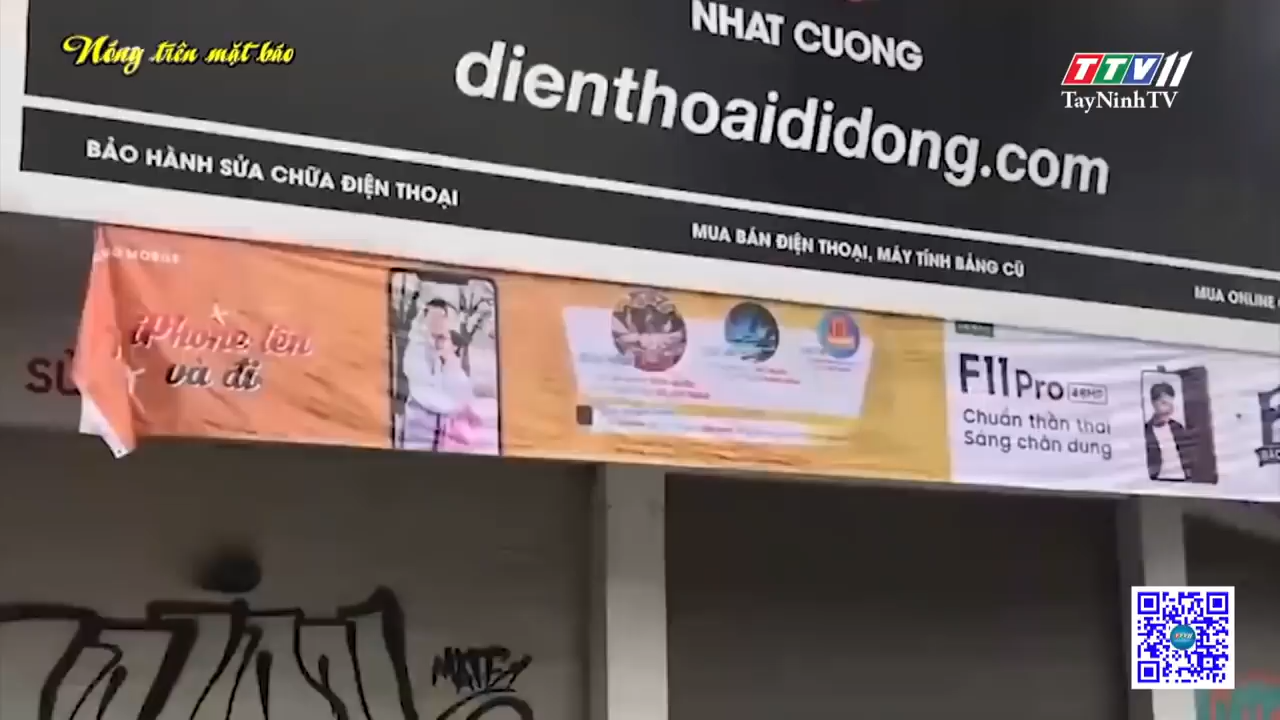 Nóng trên mặt báo
TTV11
TayNinhTV
NHAT CUONG
dienthoaididong.com
BẢO HÀNH SỬA CHỮA ĐIỆN THOẠI
MUA BÁN ĐIỆN THOẠI, MÁY TÍNH BẢNG CŨ
MUA ONLINE
iPhone lên
và đi
F11 Pro 48MP
Chuẩn thần thái
Sáng chân dung
SỬ